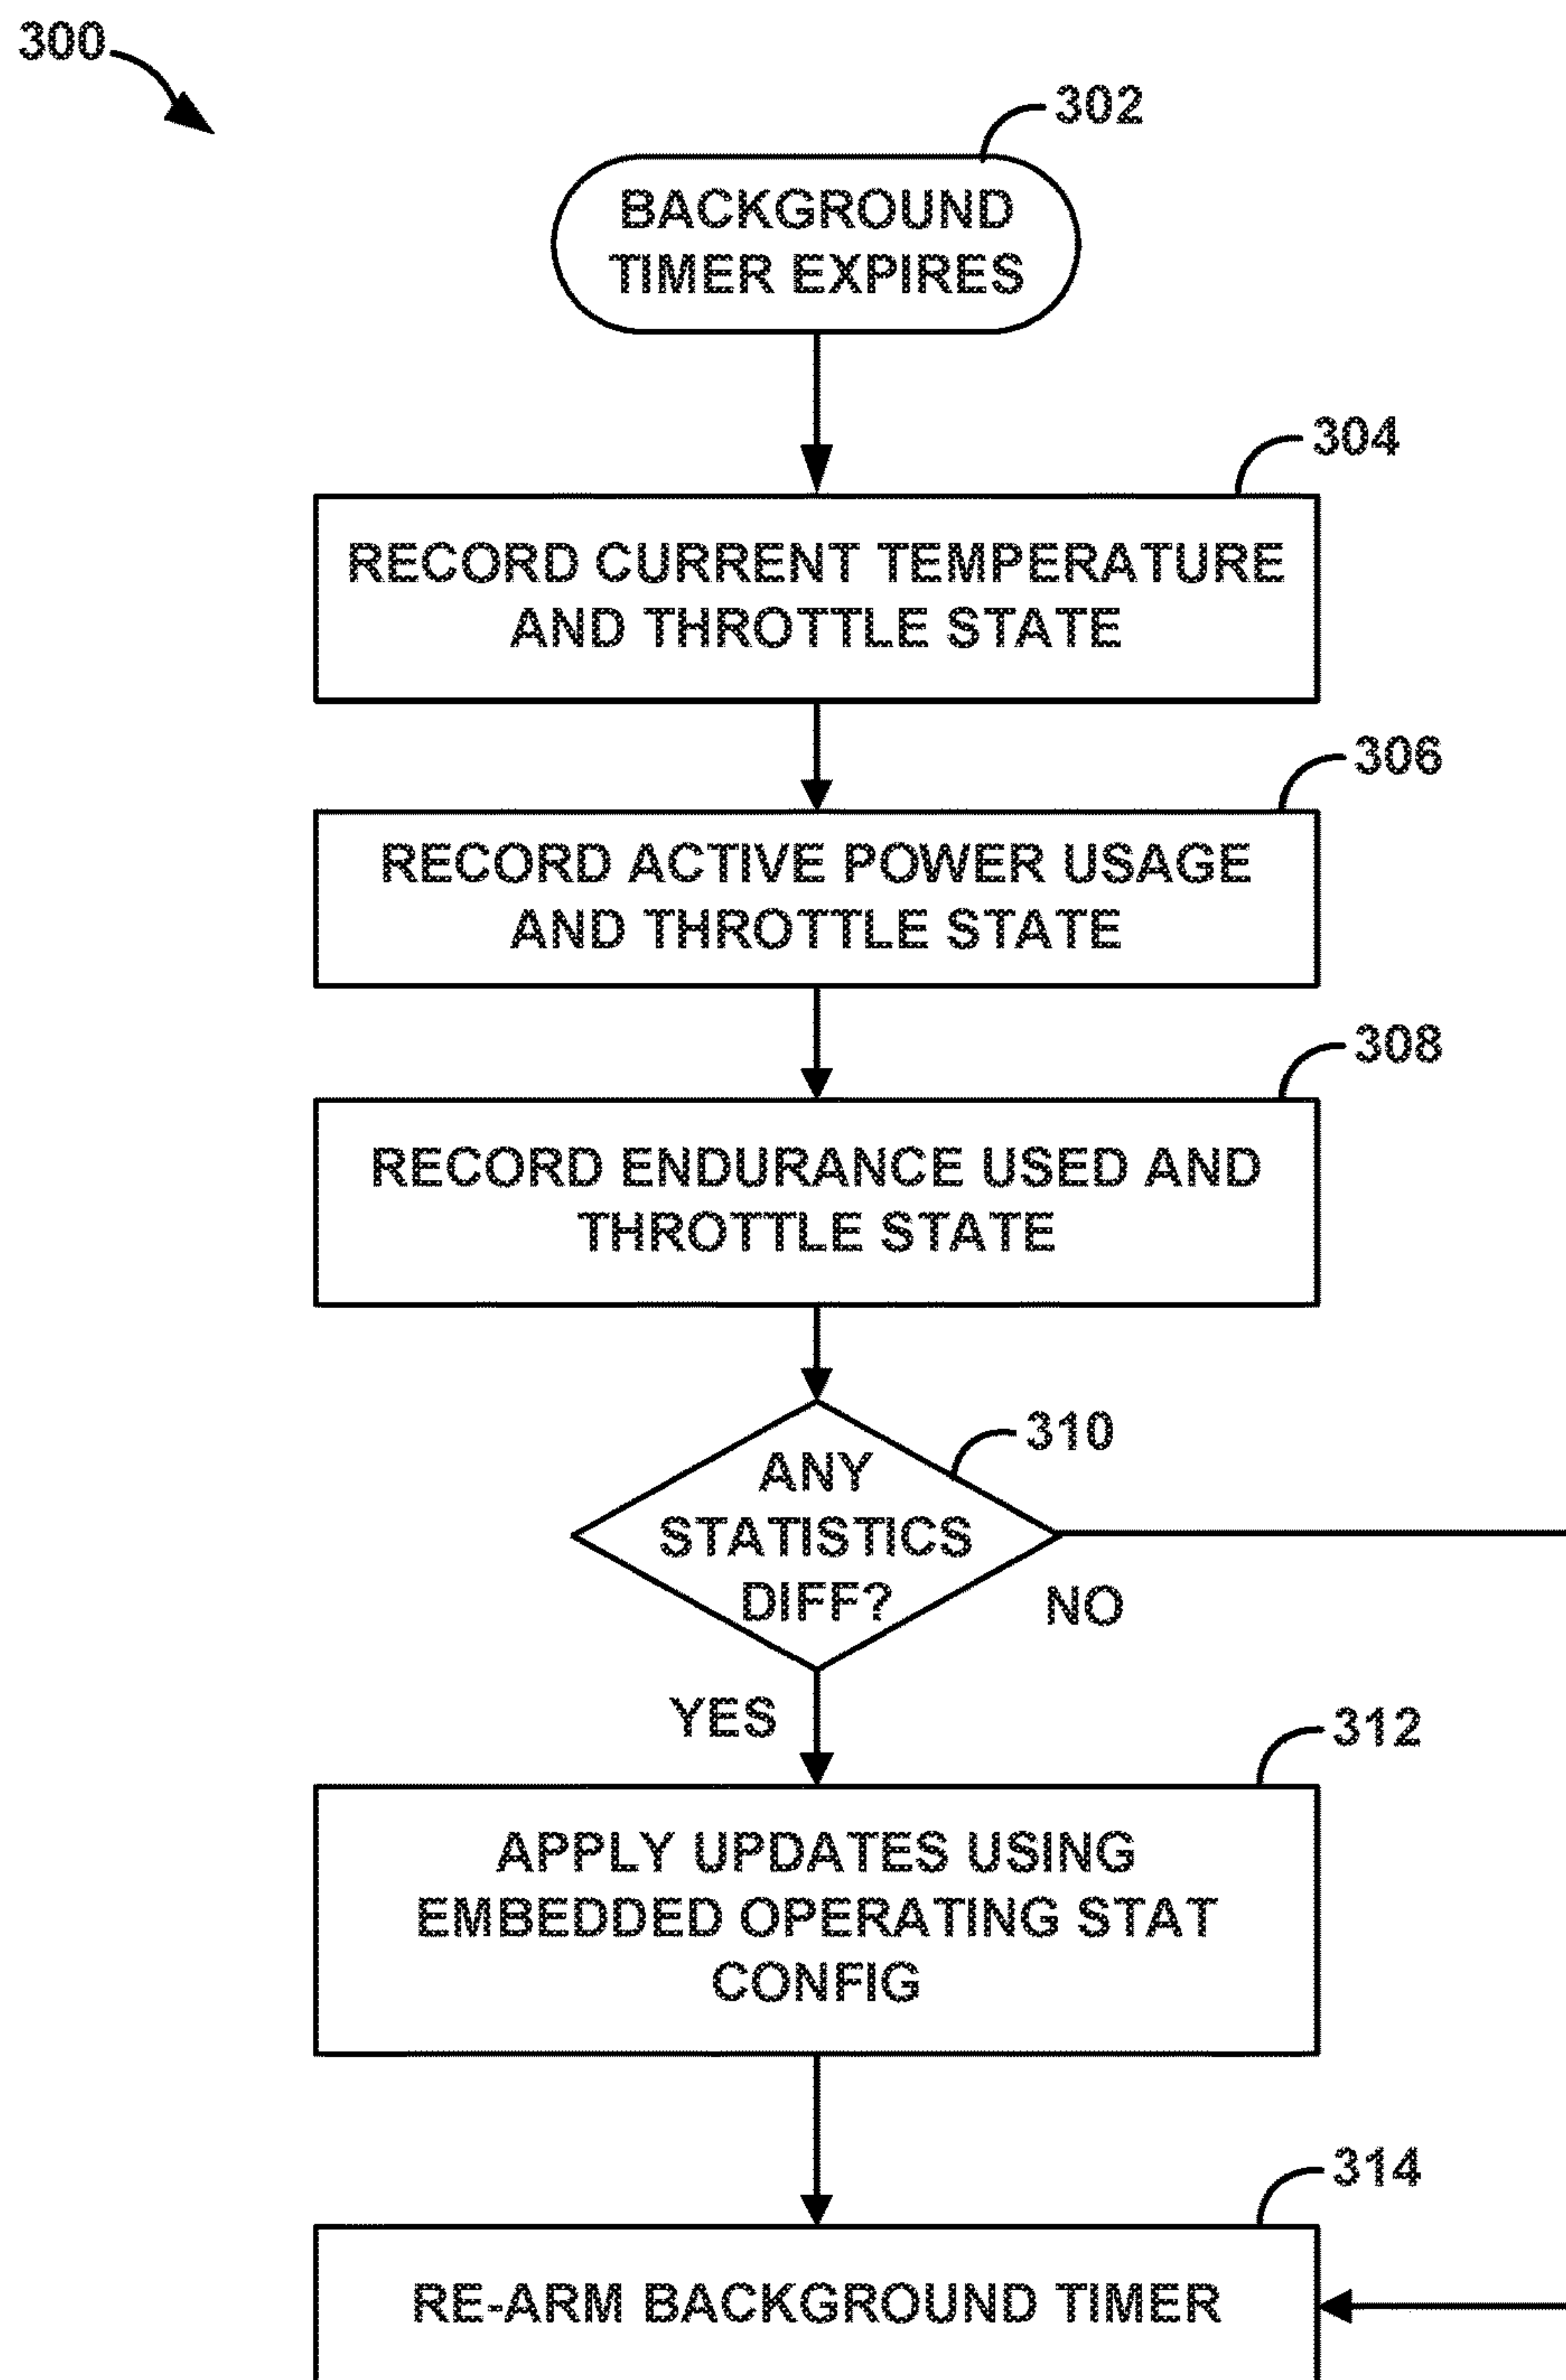 300
302
BACKGROUND
TIMER EXPIRES
304
RECORD CURRENT TEMPERATURE
AND THROTTLE STATE
306
RECORD ACTIVE POWER USAGE
AND THROTTLE STATE
308
RECORD ENDURANCE USED AND
THROTTLE STATE
310
ANY
STATISTICS
DIFF?
NO
YES
312
APPLY UPDATES USING
EMBEDDED OPERATING STAT
CONFIG
314
RE-ARM BACKGROUND TIMER